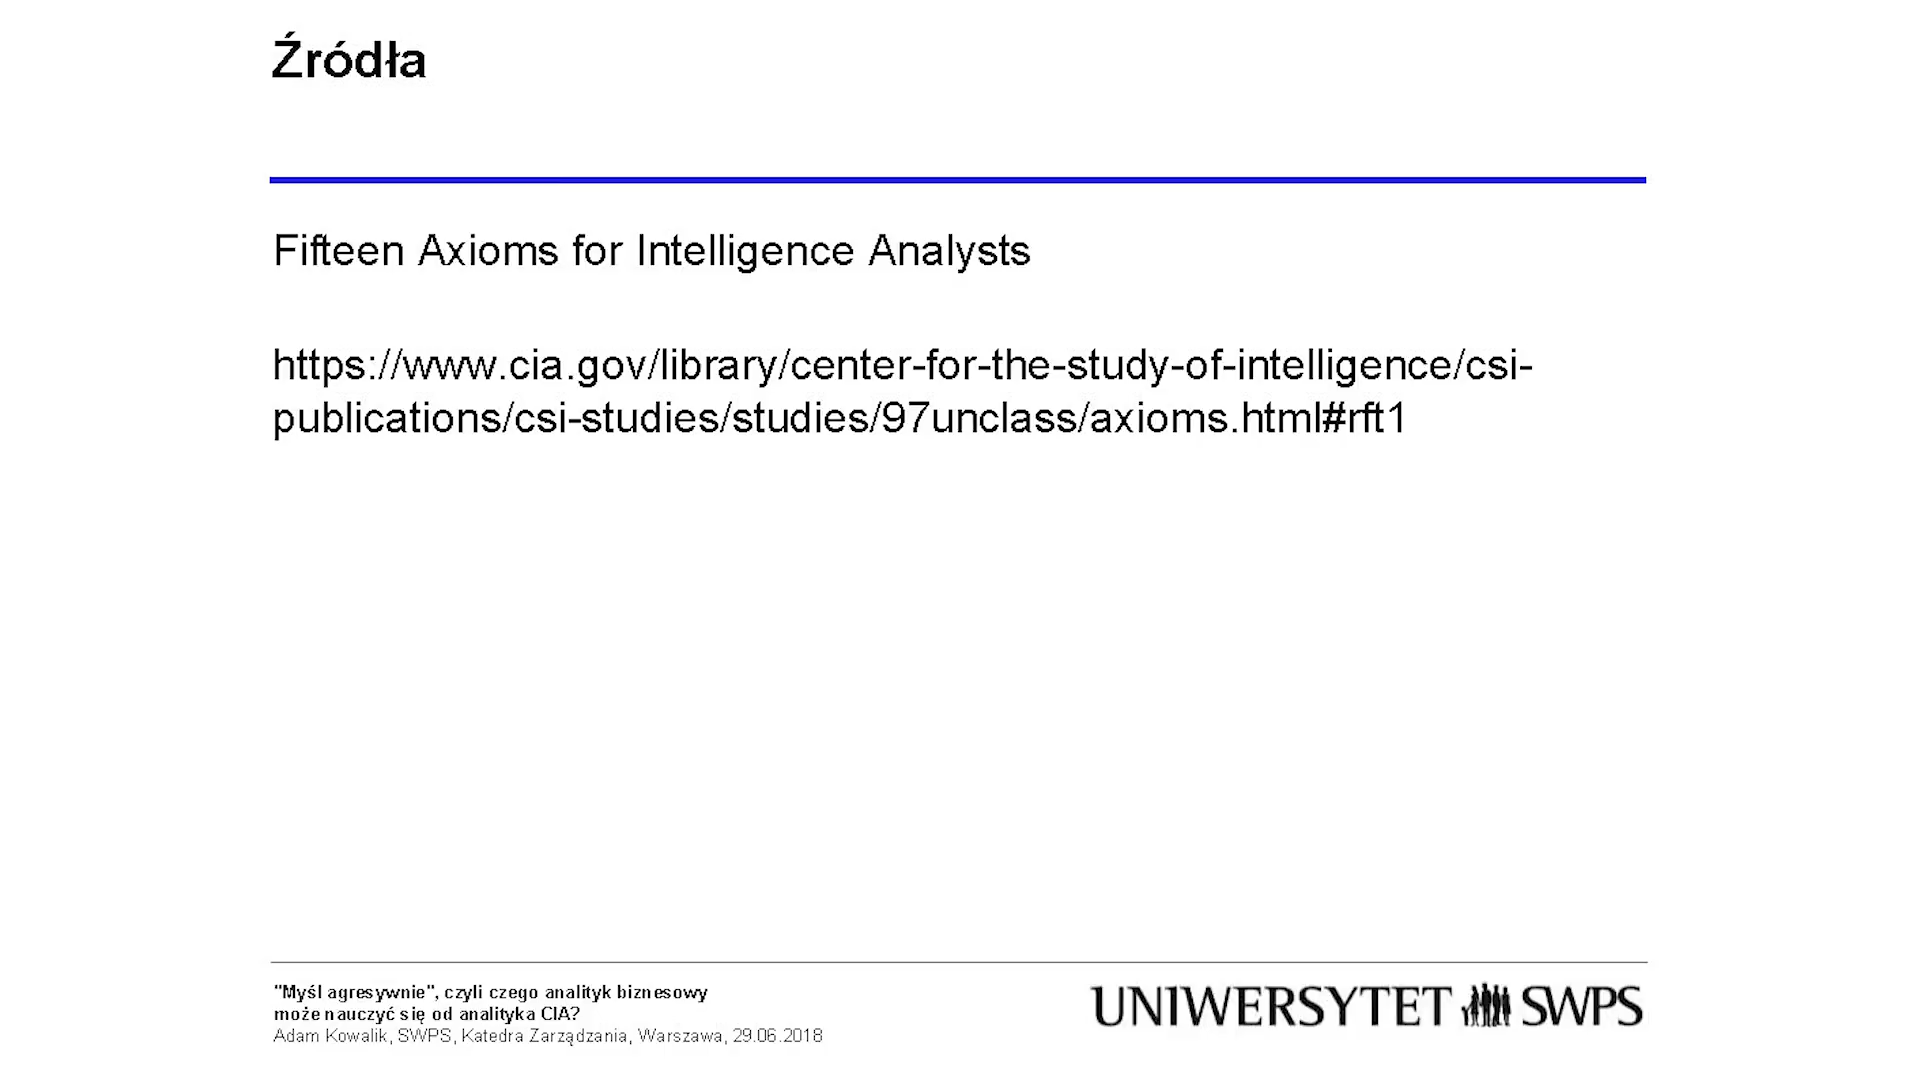 Źródła
Fifteen Axioms for Intelligence Analysts
https://www.cia.gov/library/center-for-the-study-of-intelligence/csi-
publications/csi-studies/studies/97unclass/axioms.html#rft1
"Myśl agresywnie", czyli czego analityk biznesowy
może nauczyć się od analityka CIA?
Adam Kowalik, SWPS, Katedra Zarządzania, Warszawa, 29.06.2018
UNIWERSYTET SWPS